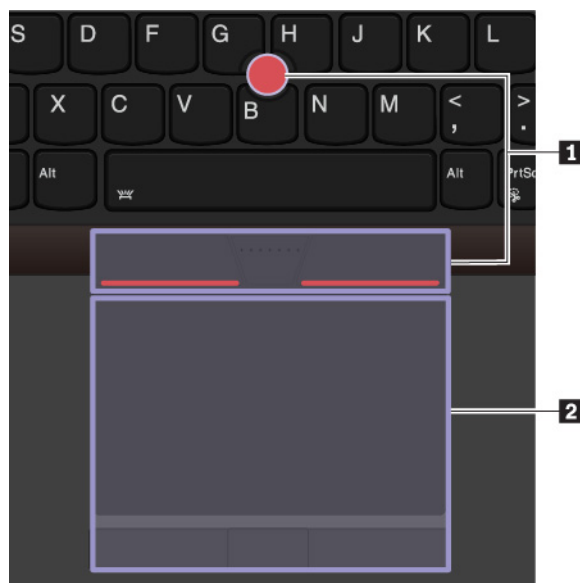 S D F G H J K L
X C V B N M < >
, .
Alt Alt PrtSc
1
2